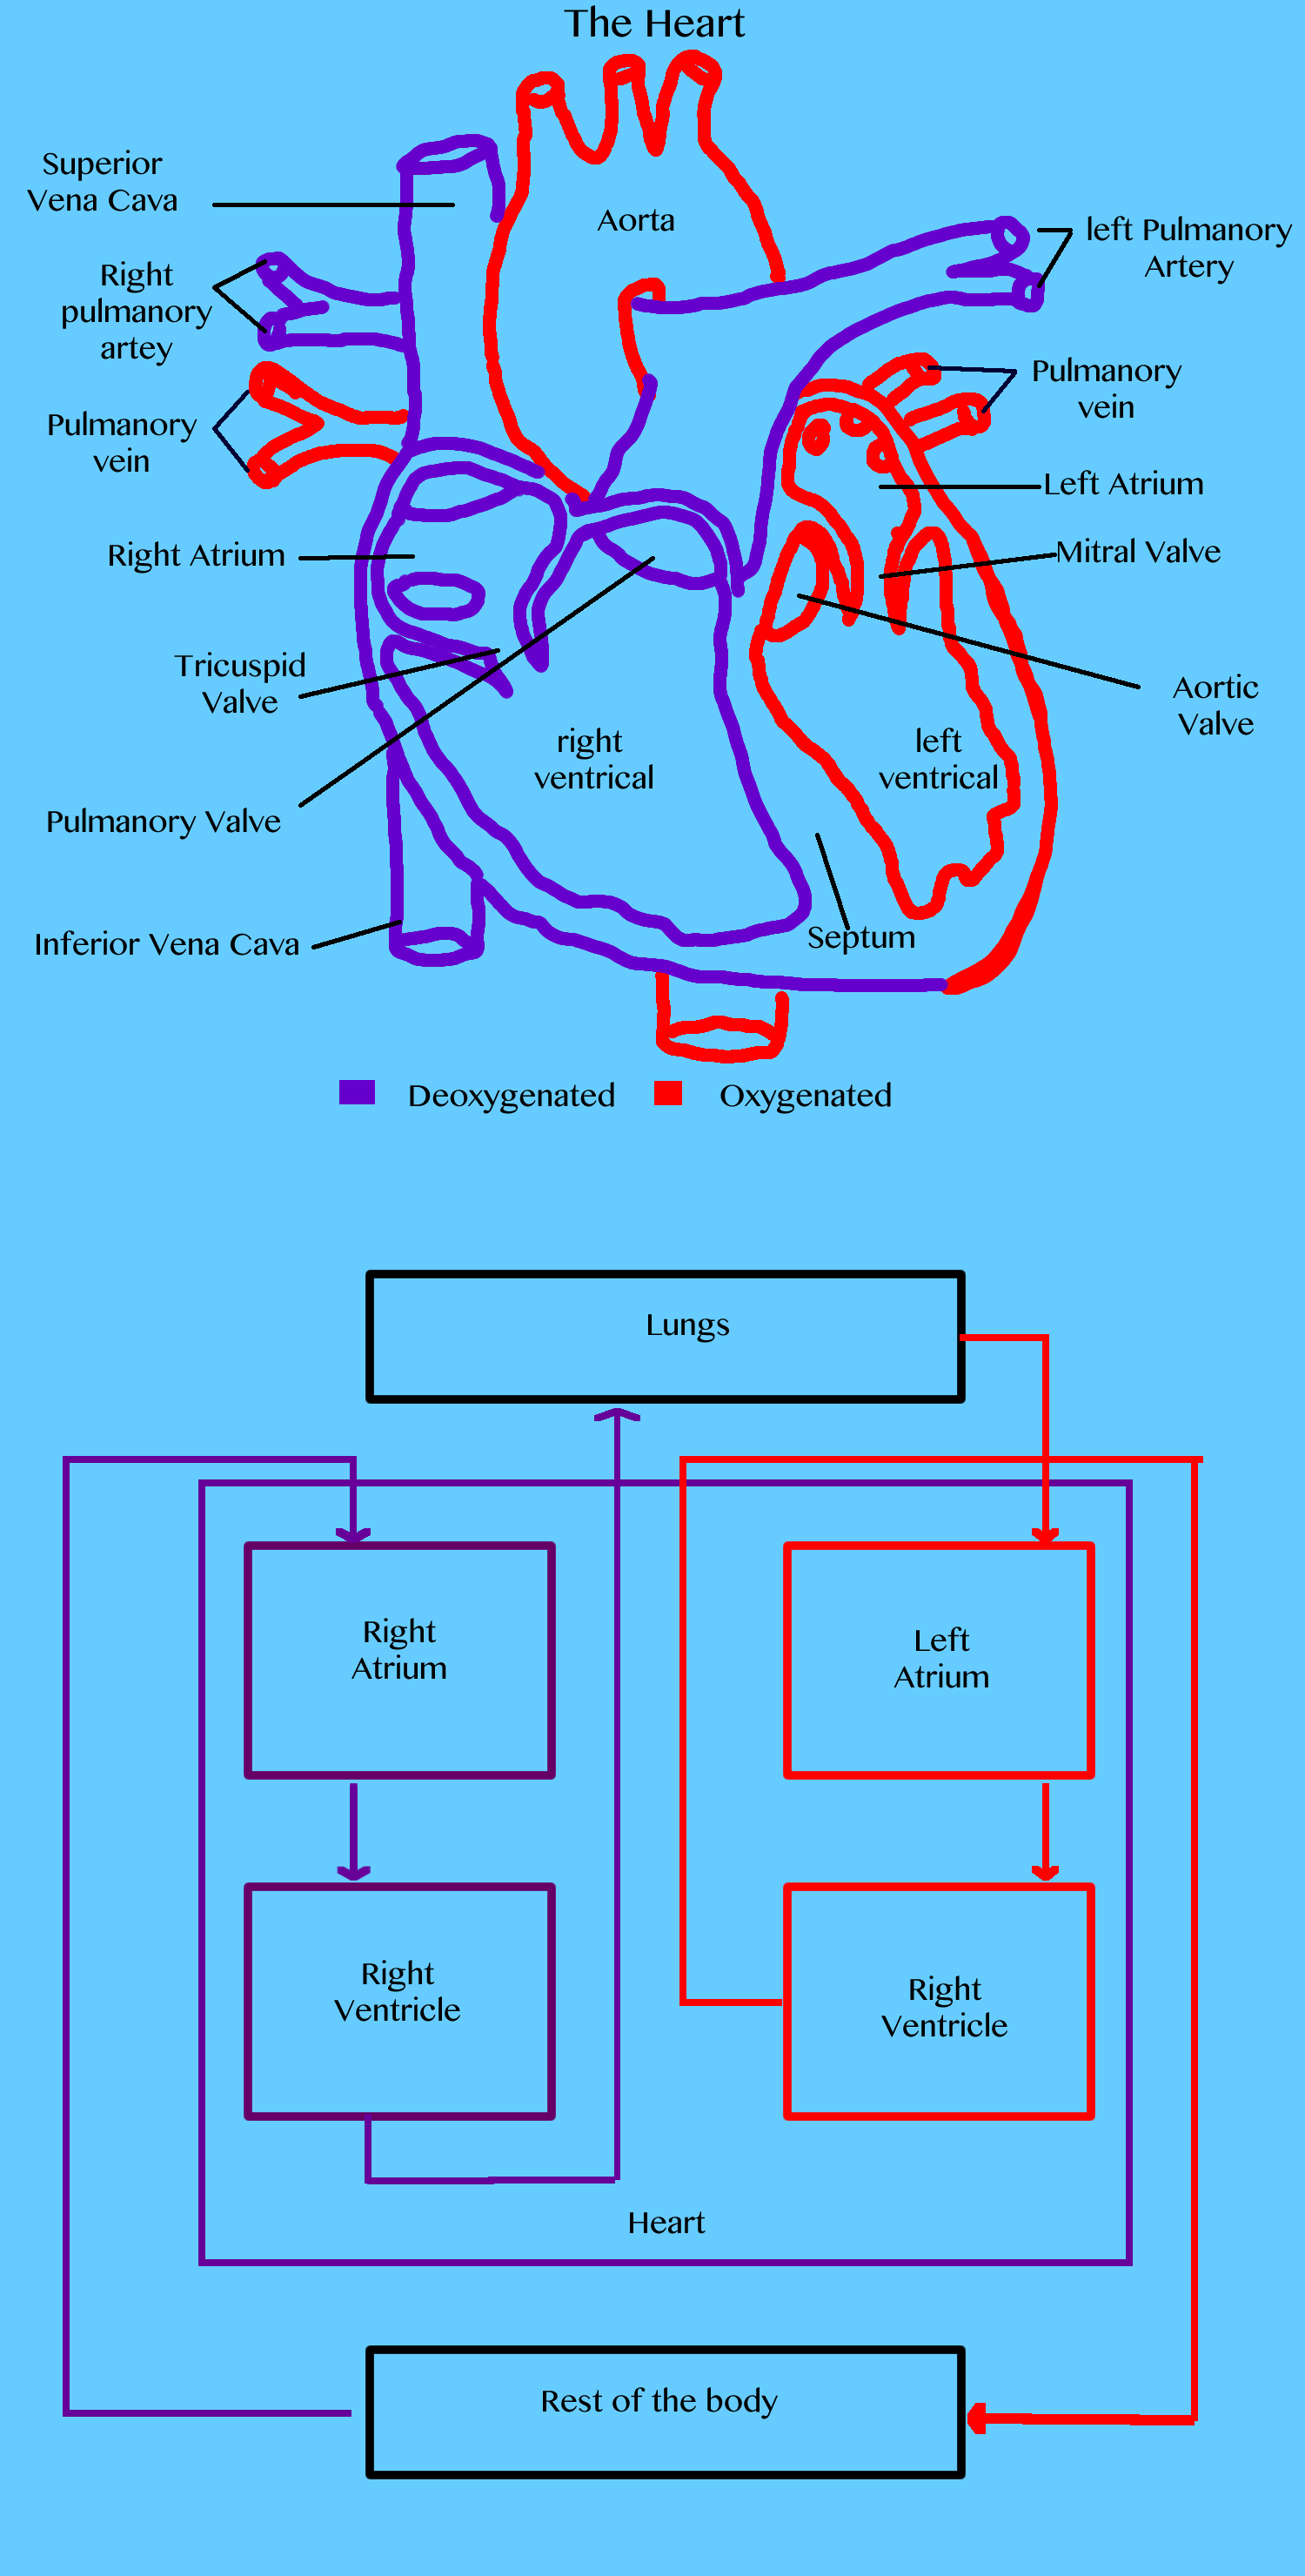 The Heart
Superior
Vena Cava
Aorta
left Pulmanory
Artery
Right
pulmanory
artey
Pulmanory
vein
Pulmanory
vein
Left Atrium
Right Atrium
Mitral Valve
Tricuspid
Valve
Aortic
Valve
right
ventrical
left
ventrical
Pulmanory Valve
Inferior Vena Cava
Septum
Deoxygenated
Oxygenated
Lungs
Right
Atrium
Left
Atrium
Right
Ventricle
Right
Ventricle
Heart
Rest of the body